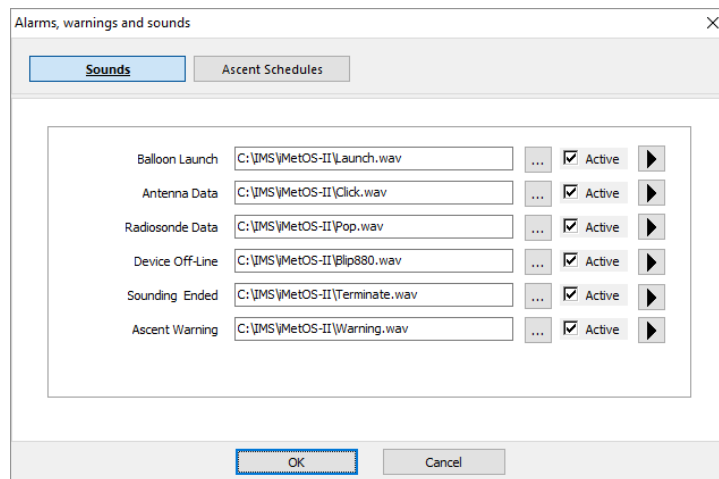 Alarms, warnings and sounds
Sounds Ascent Schedules
Balloon Launch C:\IMS\iMetOS-II\Launch.wav ... Active
Antenna Data C:\IMS\iMetOS-II\Click.wav ... Active
Radiosonde Data C:\IMS\iMetOS-II\Pop.wav ... Active
Device Off-Line C:\IMS\iMetOS-II\Blip880.wav ... Active
Sounding Ended C:\IMS\iMetOS-II\Terminate.wav ... Active
Ascent Warning C:\IMS\iMetOS-II\Warning.wav ... Active
OK Cancel